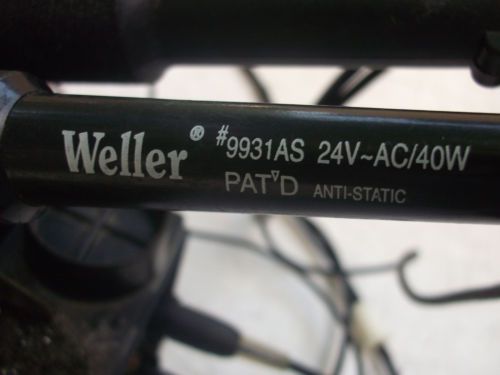 Weller® #9931AS 24V~AC/40W
PAT'D ANTI-STATIC